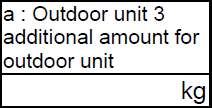 a : Outdoor unit 3
additional amount for
outdoor unit
kg